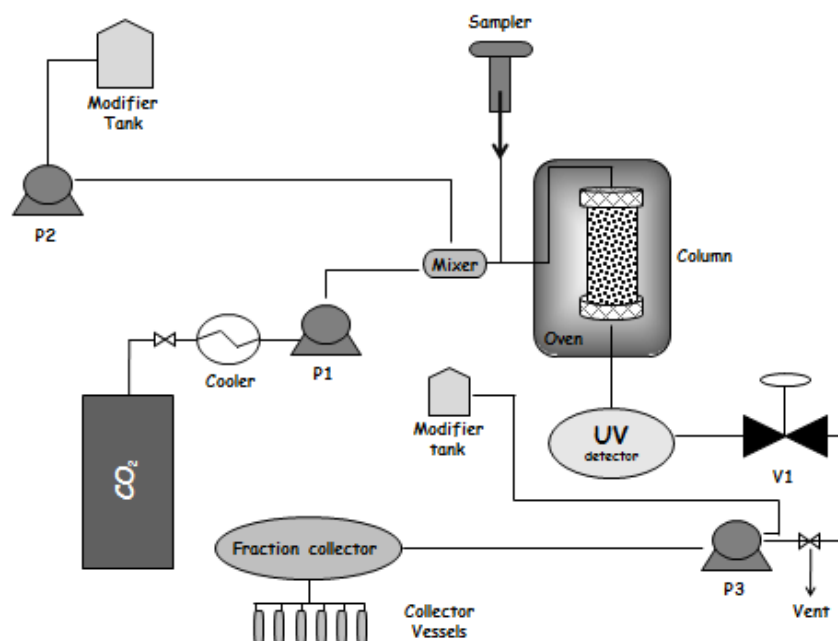 Sampler
Modifier
Tank
P2
Mixer
Column
Oven
P1
Cooler
Modifier
tank
UV
detector
V1
CO₂
Fraction collector
P3
Vent
Collector
Vessels